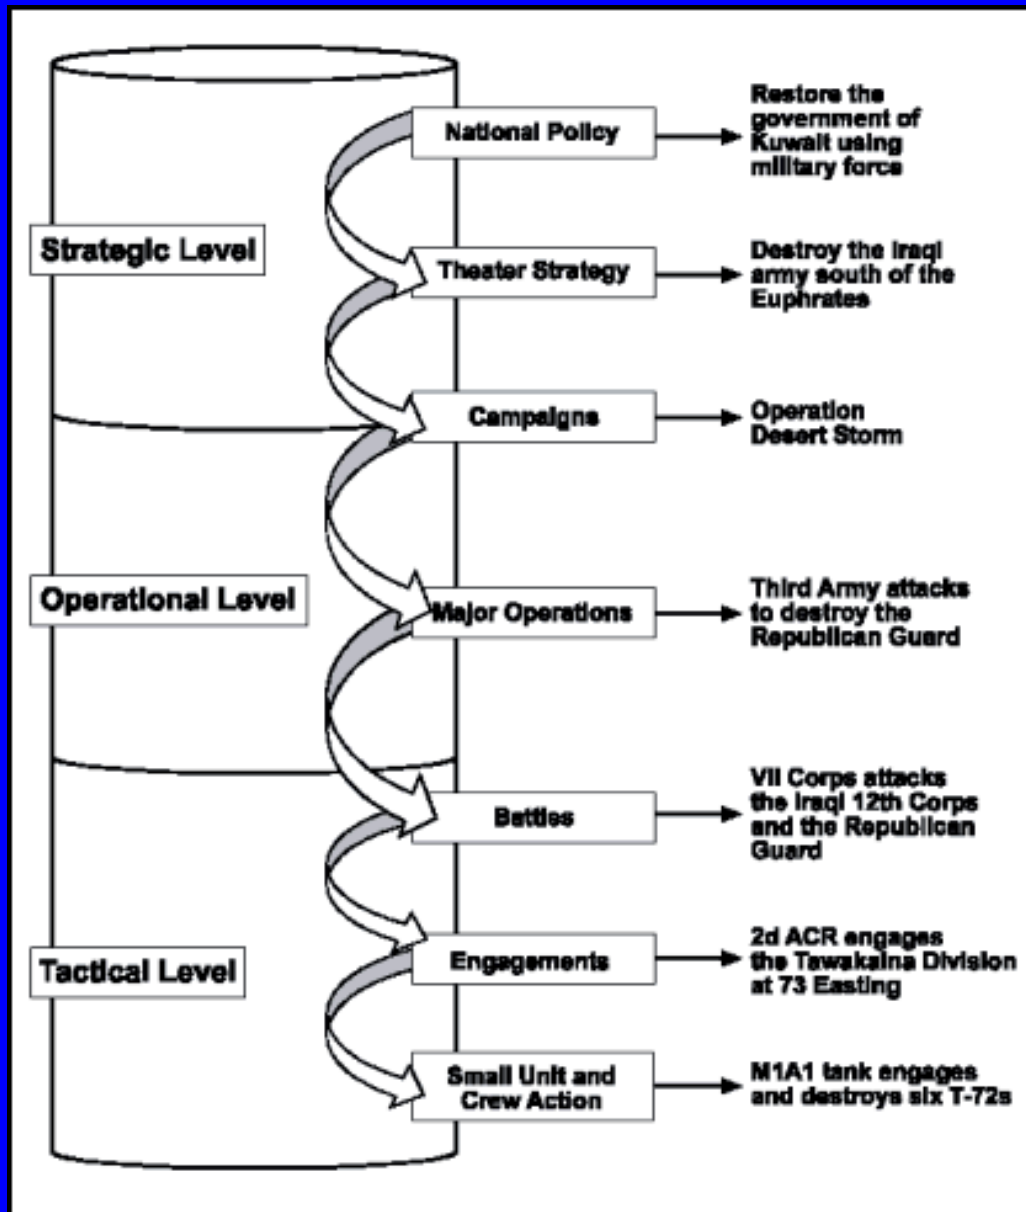 National Policy
Restore the
government of
Kuwait using
military force
Strategic Level
Theater Strategy
Destroy the Iraqi
army south of the
Euphrates
Campaigns
Operation
Desert Storm
Operational Level
Major Operations
Third Army attacks
to destroy the
Republican Guard
Battles
VII Corps attacks
the Iraqi 12th Corps
and the Republican
Guard
Tactical Level
Engagements
2d ACR engages
the Tawakalna Division
at 73 Easting
Small Unit and
Crew Action
M1A1 tank engages
and destroys six T-72s